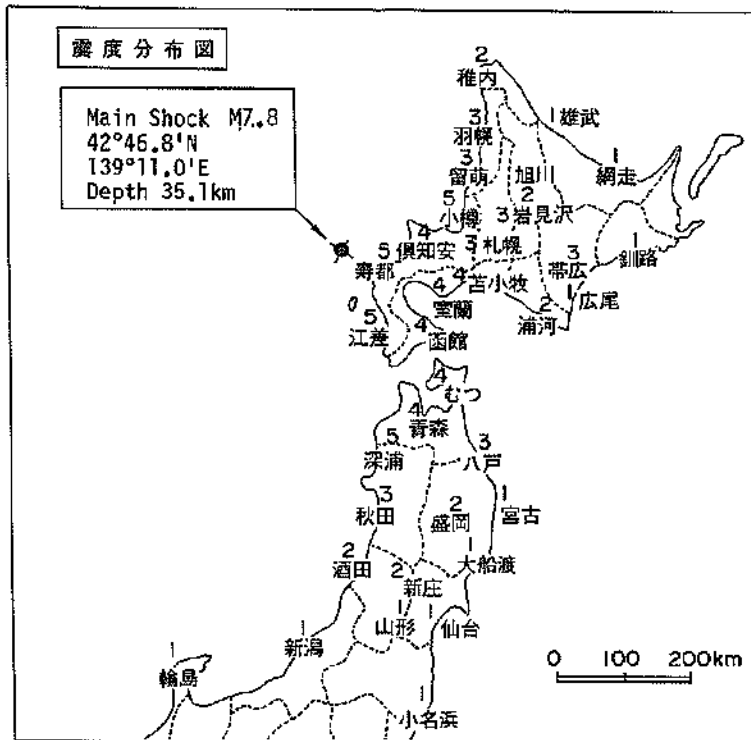 震度分布図
Main Shock M7.8
42°46.8'N
139°11.0'E
Depth 35.1km
2
稚内
1 雄武
3
羽幌
1
網走
3
留萌
旭川
2
5
小樽
3 岩見沢
4
倶知安
3 札幌
3
帯広
1
釧路
5
寿都
4
苫小牧
1
広尾
4
室蘭
2
浦河
5
江差
4
函館
4
むつ
4
青森
5
深浦
3
八戸
3
秋田
2
盛岡
1
宮古
2
酒田
2
新庄
1
大船渡
1
山形
1
仙台
1
新潟
1
輪島
1
小名浜
0 100 200km